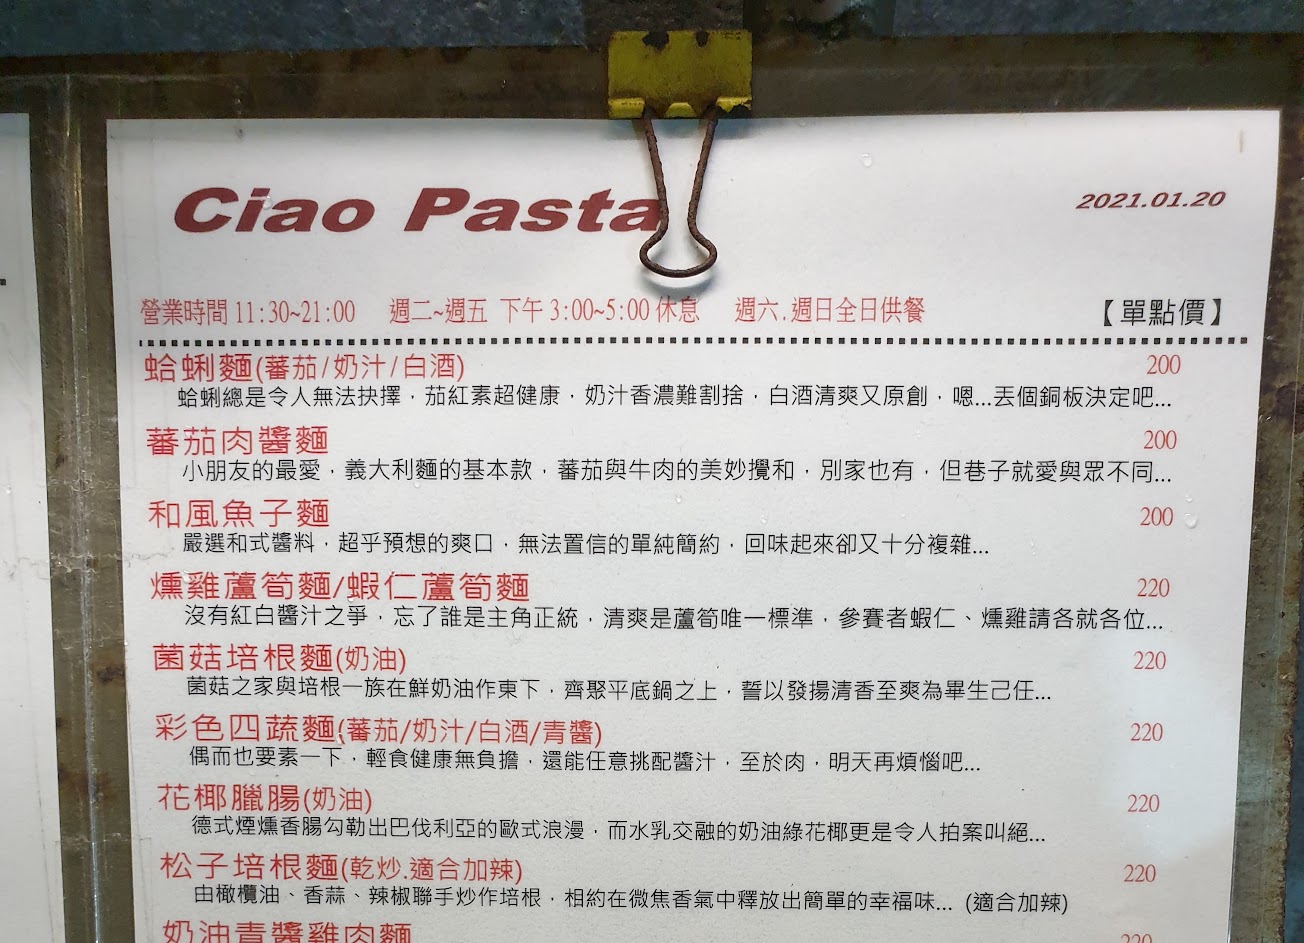 Ciao Pasta
2021.01.20
營業時間 11:30~21:00 週二~週五 下午 3:00~5:00 休息 週六.週日全日供餐 【單點價】
蛤蜊麵(蕃茄/奶汁/白酒) 200
蛤蜊總是令人無法抉擇，茄紅素超健康，奶汁香濃難割捨，白酒清爽又原創，嗯...丟個銅板決定吧...
蕃茄肉醬麵 200
小朋友的最愛，義大利麵的基本款，蕃茄與牛肉的美妙攪和，別家也有，但巷子就愛與眾不同...
和風魚子麵 200
嚴選和式醬料，超乎預想的爽口，無法置信的單純簡約，回味起來卻又十分複雜...
燻雞蘆筍麵/蝦仁蘆筍麵 220
沒有紅白醬汁之爭，忘了誰是主角正統，清爽是蘆筍唯一標準，參賽者蝦仁、燻雞請各就各位...
菌菇培根麵(奶油) 220
菌菇之家與培根一族在鮮奶油作東下，齊聚平底鍋之上，誓以發揚清香至爽為畢生己任...
彩色四蔬麵(蕃茄/奶汁/白酒/青醬) 220
偶而也要素一下，輕食健康無負擔，還能任意挑配醬汁，至於肉，明天再煩惱吧...
花椰臘腸(奶油) 220
德式煙燻香腸勾勒出巴伐利亞的歐式浪漫，而水乳交融的奶油綠花椰更是令人拍案叫絕...
松子培根麵(乾炒.適合加辣) 220
由橄欖油、香蒜、辣椒聯手炒作培根，相約在微焦香氣中釋放出簡單的幸福味... (適合加辣)
奶油青醬雞肉麵 220